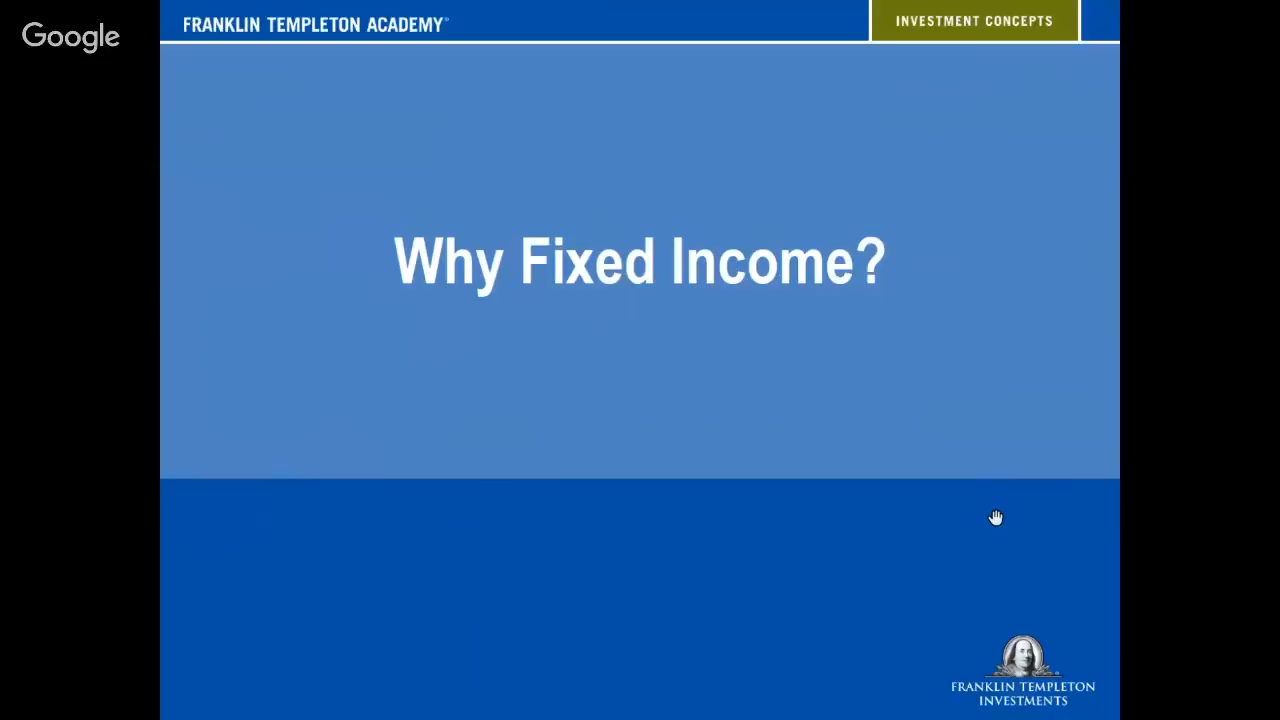 Google
FRANKLIN TEMPLETON ACADEMY
INVESTMENT CONCEPTS
Why Fixed Income?
FRANKLIN TEMPLETON
INVESTMENTS